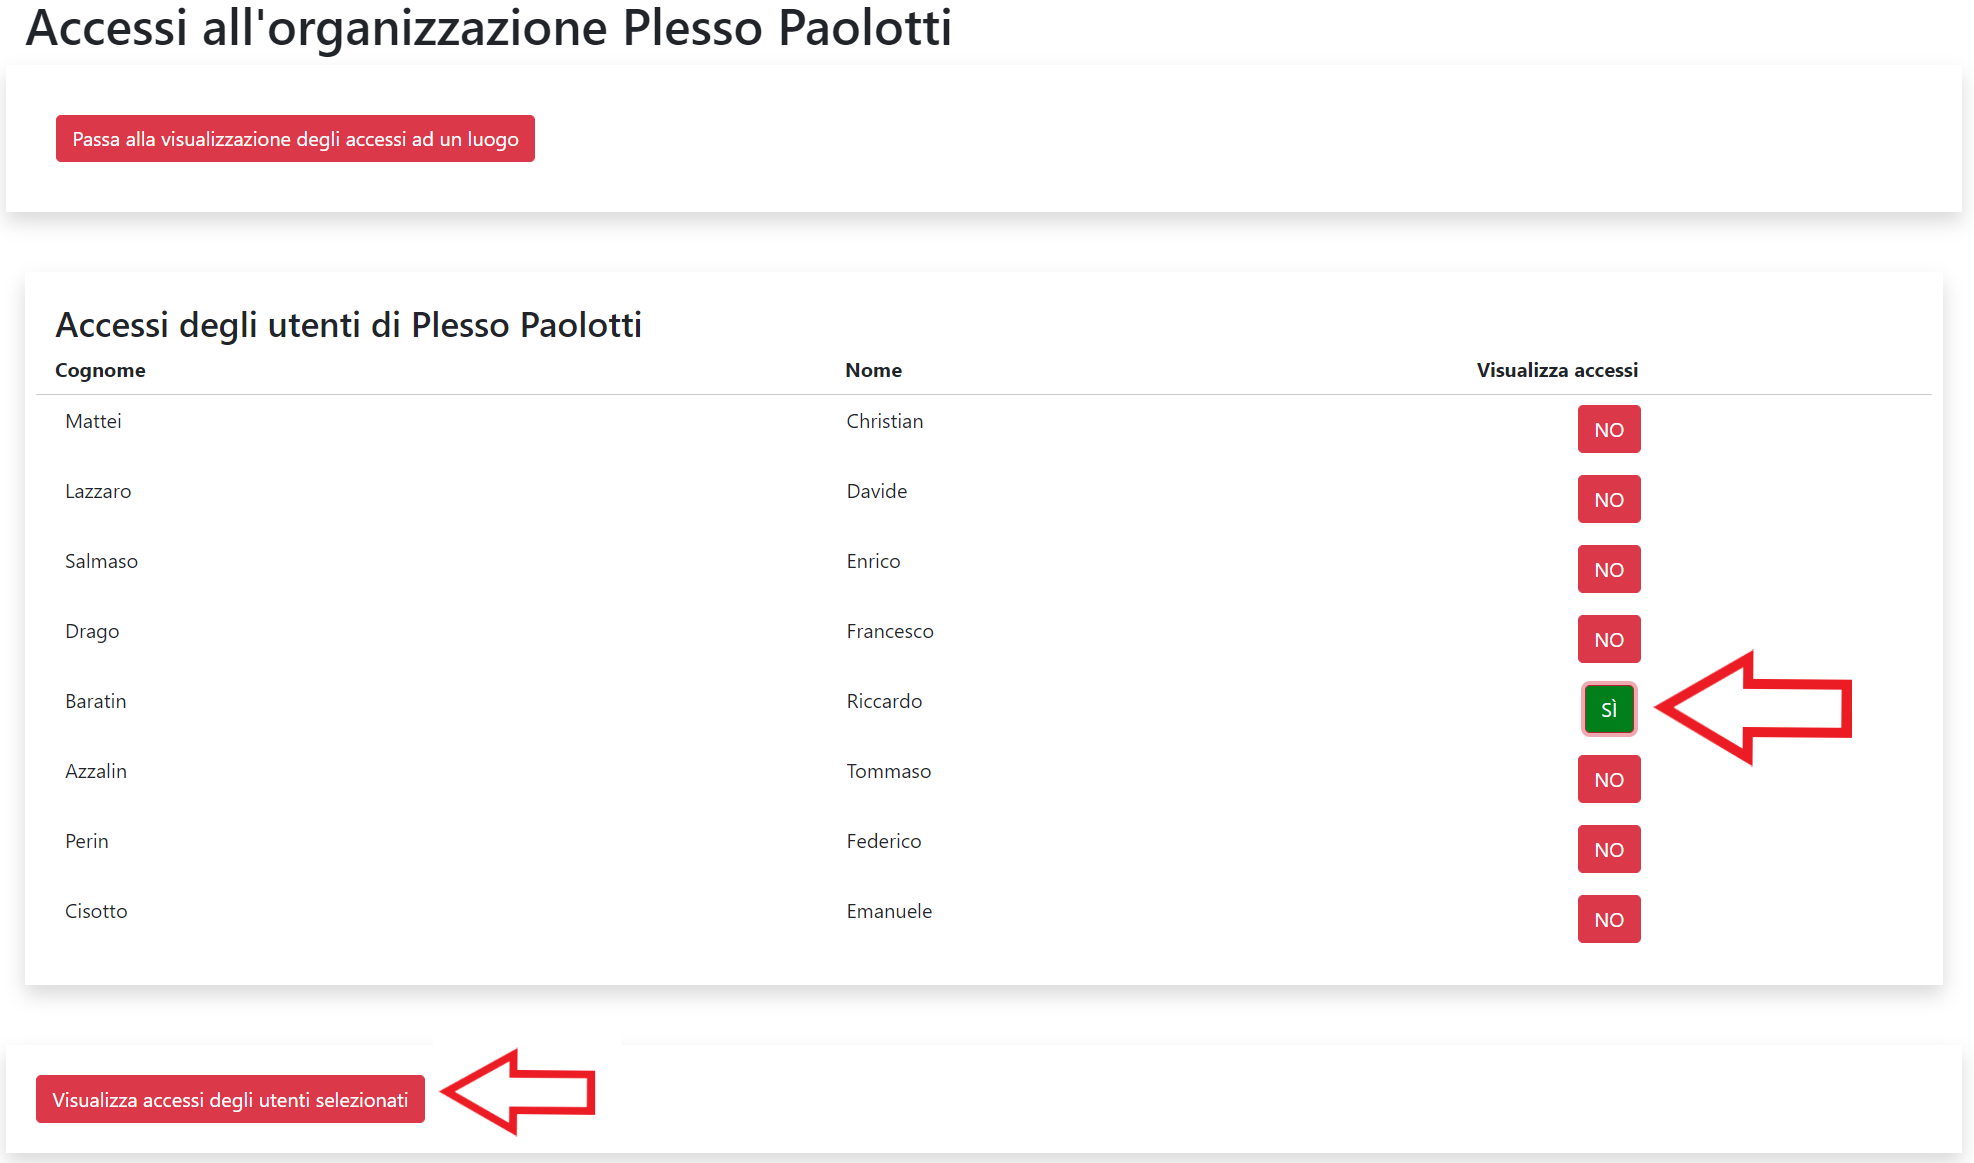 Accessi all'organizzazione Plesso Paolotti
Passa alla visualizzazione degli accessi ad un luogo
Accessi degli utenti di Plesso Paolotti
Cognome Nome Visualizza accessi
Mattei Christian NO
Lazzaro Davide NO
Salmaso Enrico NO
Drago Francesco NO
Baratin Riccardo SÌ
Azzalin Tommaso NO
Perin Federico NO
Cisotto Emanuele NO
Visualizza accessi degli utenti selezionati